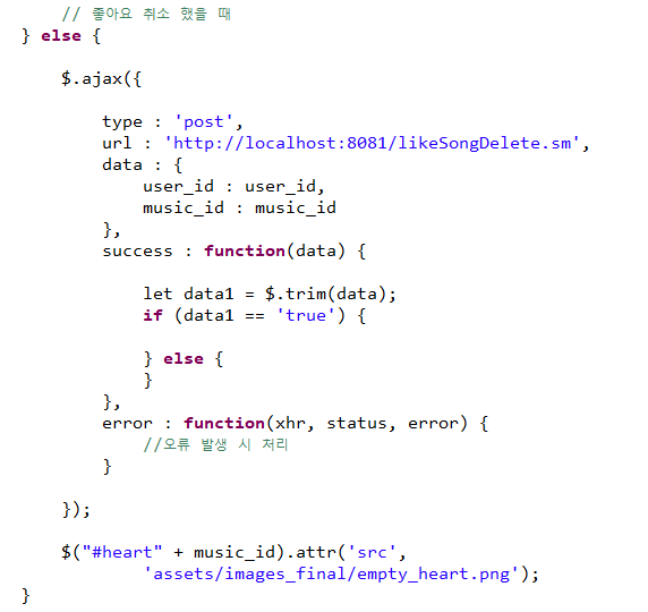 // 좋아요 취소 했을 때
} else {
$.ajax({
type : 'post',
url : 'http://localhost:8081/likeSongDelete.sm',
data : {
user_id : user_id,
music_id : music_id
},
success : function(data) {
let data1 = $.trim(data);
if (data1 == 'true') {
} else {
}
},
error : function(xhr, status, error) {
//오류 발생 시 처리
}
});
$("#heart" + music_id).attr('src',
'assets/images_final/empty_heart.png');
}